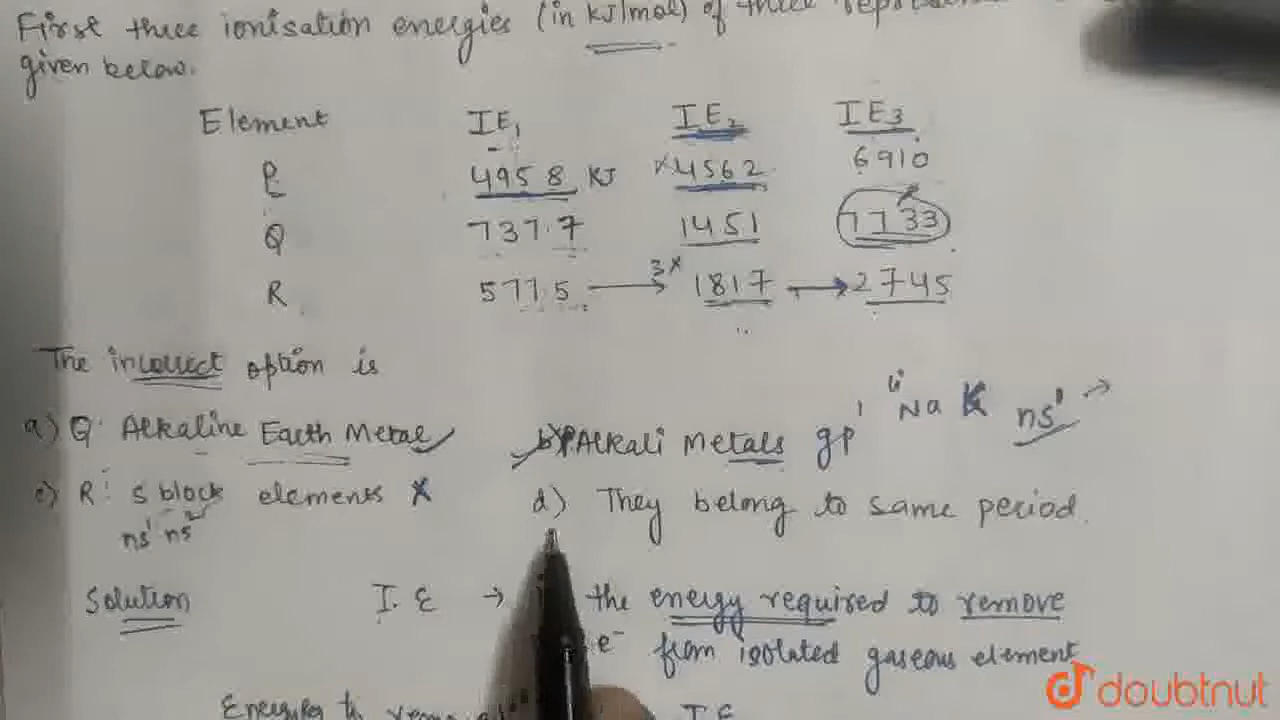 First three ionisation energies (in kJ/mol) of three
given below.
Element IE1 IE2 IE3
P 495.8 KJ 4562 6910
Q 737.7 1451 7733
R 577.5 → 3x 1817 → 2745
The incorrect option is
a) Q: Alkaline Earth Metal ✓ b) P: Alkali Metals gp 1 Li Na K ns¹ →
c) R: s block elements × d) They belong to same period.
ns¹ ns²
Solution I.E → the energy required to remove
e⁻ from isolated gaseous element
I.E
doubtnut